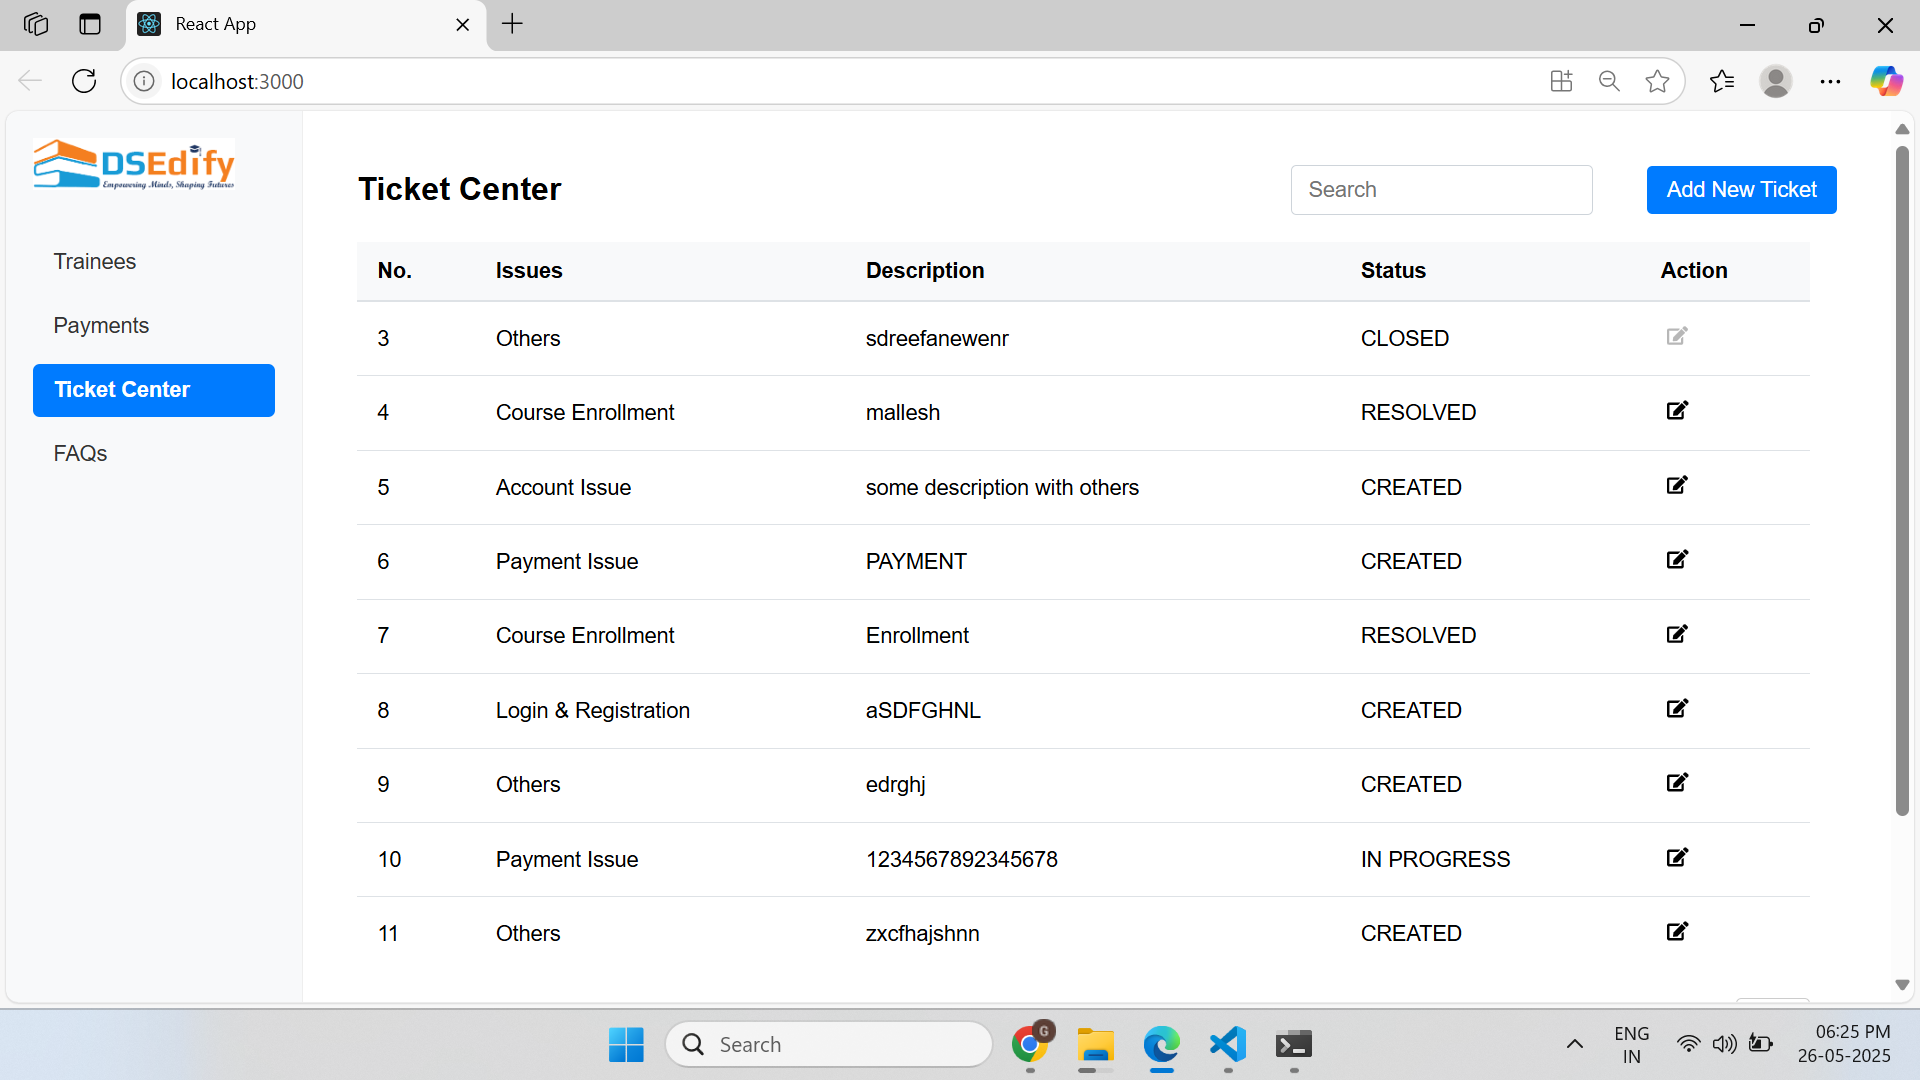 React App
localhost:3000
DSEdify
Empowering Minds, Shaping Futures
Trainees
Payments
Ticket Center
FAQs
Ticket Center
Search
Add New Ticket
No. Issues Description Status Action
3 Others sdreefanewenr CLOSED
4 Course Enrollment mallesh RESOLVED
5 Account Issue some description with others CREATED
6 Payment Issue PAYMENT CREATED
7 Course Enrollment Enrollment RESOLVED
8 Login & Registration aSDFGHNL CREATED
9 Others edrghj CREATED
10 Payment Issue 1234567892345678 IN PROGRESS
11 Others zxcfhajshnn CREATED
Search
G
ENG
IN
06:25 PM
26-05-2025